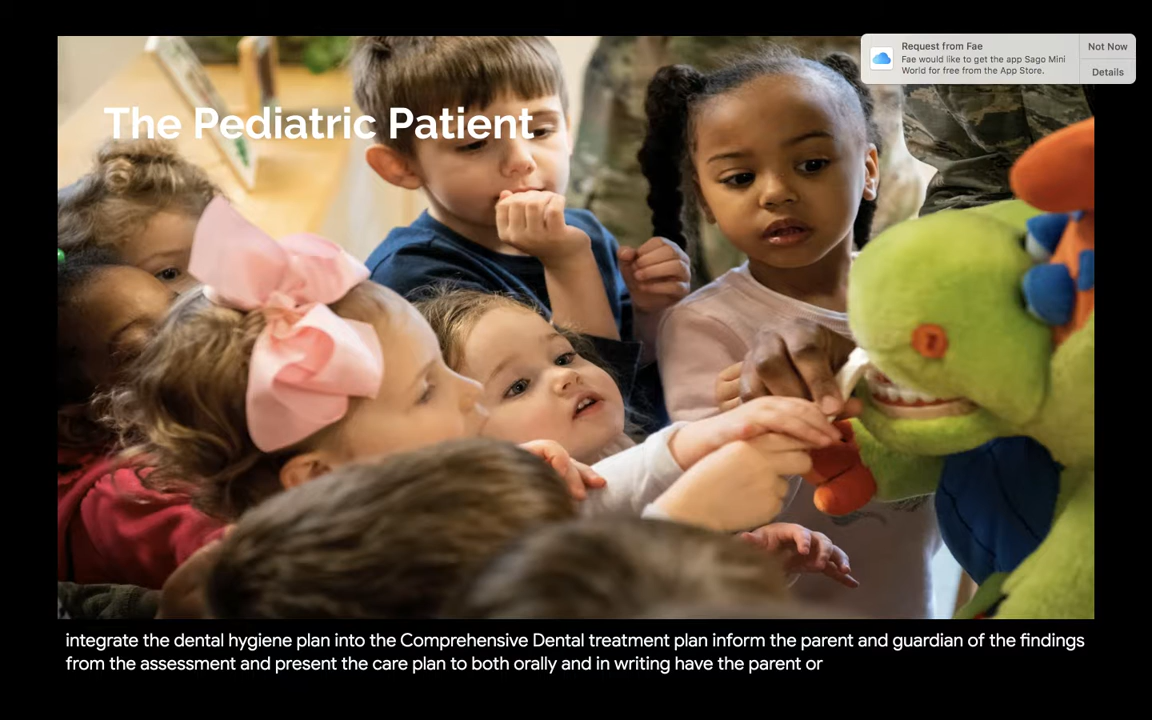 The Pediatric Patient
Request from Fae
Fae would like to get the app Sago Mini
World for free from the App Store.
Not Now
Details
integrate the dental hygiene plan into the Comprehensive Dental treatment plan inform the parent and guardian of the findings
from the assessment and present the care plan to both orally and in writing have the parent or